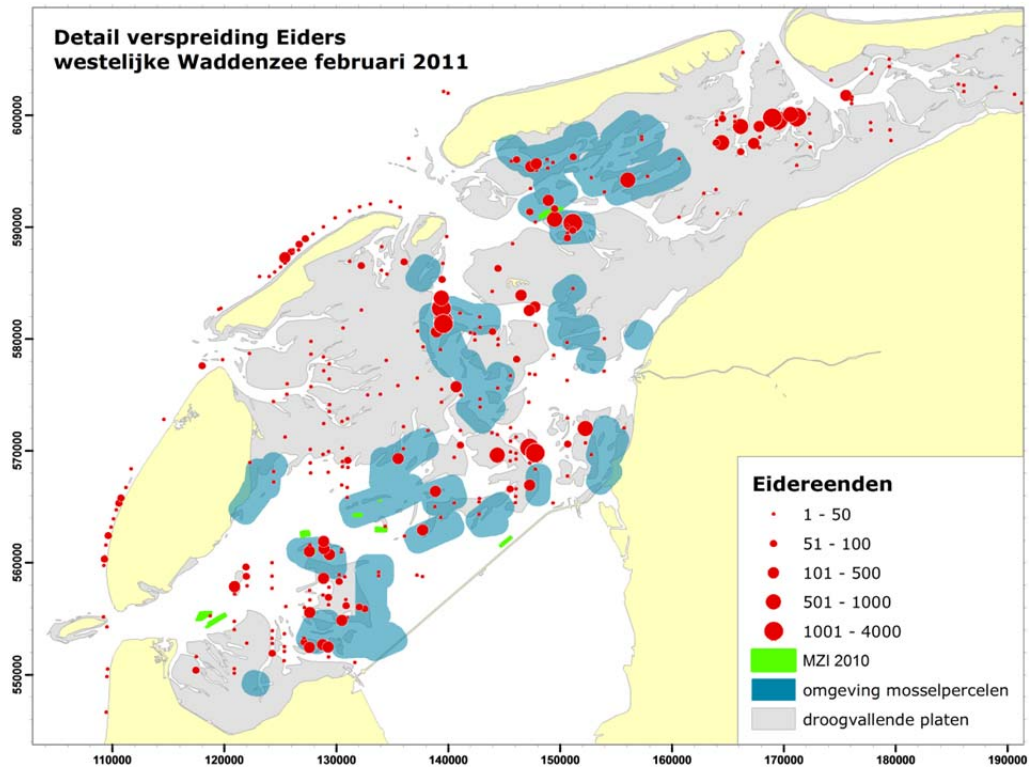 Detail verspreiding Eiders
westelijke Waddenzee februari 2011
600000
590000
580000
570000
560000
550000
Eidereenden
1 - 50
51 - 100
101 - 500
501 - 1000
1001 - 4000
MZI 2010
omgeving mosselpercelen
droogvallende platen
110000 120000 130000 140000 150000 160000 170000 180000 190000